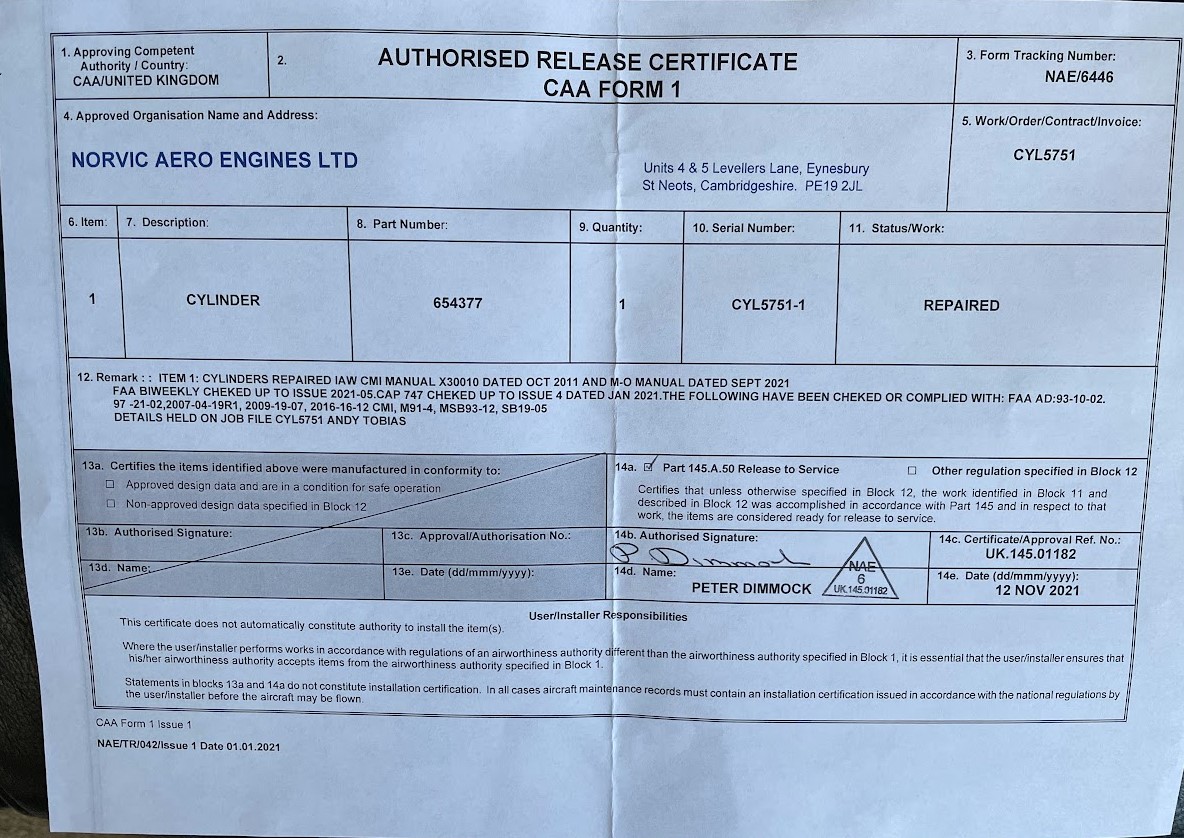 1. Approving Competent
Authority / Country:
CAA/UNITED KINGDOM
2.
AUTHORISED RELEASE CERTIFICATE
CAA FORM 1
3. Form Tracking Number:
NAE/6446
4. Approved Organisation Name and Address:
NORVIC AERO ENGINES LTD
Units 4 & 5 Levellers Lane, Eynesbury
St Neots, Cambridgeshire. PE19 2JL
5. Work/Order/Contract/Invoice:
CYL5751
6. Item:
7. Description:
8. Part Number:
9. Quantity:
10. Serial Number:
11. Status/Work:
1
CYLINDER
654377
1
CYL5751-1
REPAIRED
12. Remark : : ITEM 1: CYLINDERS REPAIRED IAW CMI MANUAL X30010 DATED OCT 2011 AND M-O MANUAL DATED SEPT 2021
FAA BIWEEKLY CHEKED UP TO ISSUE 2021-05.CAP 747 CHEKED UP TO ISSUE 4 DATED JAN 2021.THE FOLLOWING HAVE BEEN CHEKED OR COMPLIED WITH: FAA AD:93-10-02.
97 -21-02,2007-04-19R1, 2009-19-07, 2016-16-12 CMI, M91-4, MSB93-12, SB19-05
DETAILS HELD ON JOB FILE CYL5751 ANDY TOBIAS
13a. Certifies the items identified above were manufactured in conformity to:
☐ Approved design data and are in a condition for safe operation
☐ Non-approved design data specified in Block 12
14a. ☑ Part 145.A.50 Release to Service
☐ Other regulation specified in Block 12
Certifies that unless otherwise specified in Block 12, the work identified in Block 11 and
described in Block 12 was accomplished in accordance with Part 145 and in respect to that
work, the items are considered ready for release to service.
13b. Authorised Signature:
13c. Approval/Authorisation No.:
14b. Authorised Signature:
P Dimmock
NAE
6
UK.145.01182
14c. Certificate/Approval Ref. No.:
UK.145.01182
13d. Name:
13e. Date (dd/mmm/yyyy):
14d. Name:
PETER DIMMOCK
14e. Date (dd/mmm/yyyy):
12 NOV 2021
User/Installer Responsibilities
This certificate does not automatically constitute authority to install the item(s).
Where the user/installer performs works in accordance with regulations of an airworthiness authority different than the airworthiness authority specified in Block 1, it is essential that the user/installer ensures that
his/her airworthiness authority accepts items from the airworthiness authority specified in Block 1.
Statements in blocks 13a and 14a do not constitute installation certification. In all cases aircraft maintenance records must contain an installation certification issued in accordance with the national regulations by
the user/installer before the aircraft may be flown.
CAA Form 1 Issue 1
NAE/TR/042/Issue 1 Date 01.01.2021